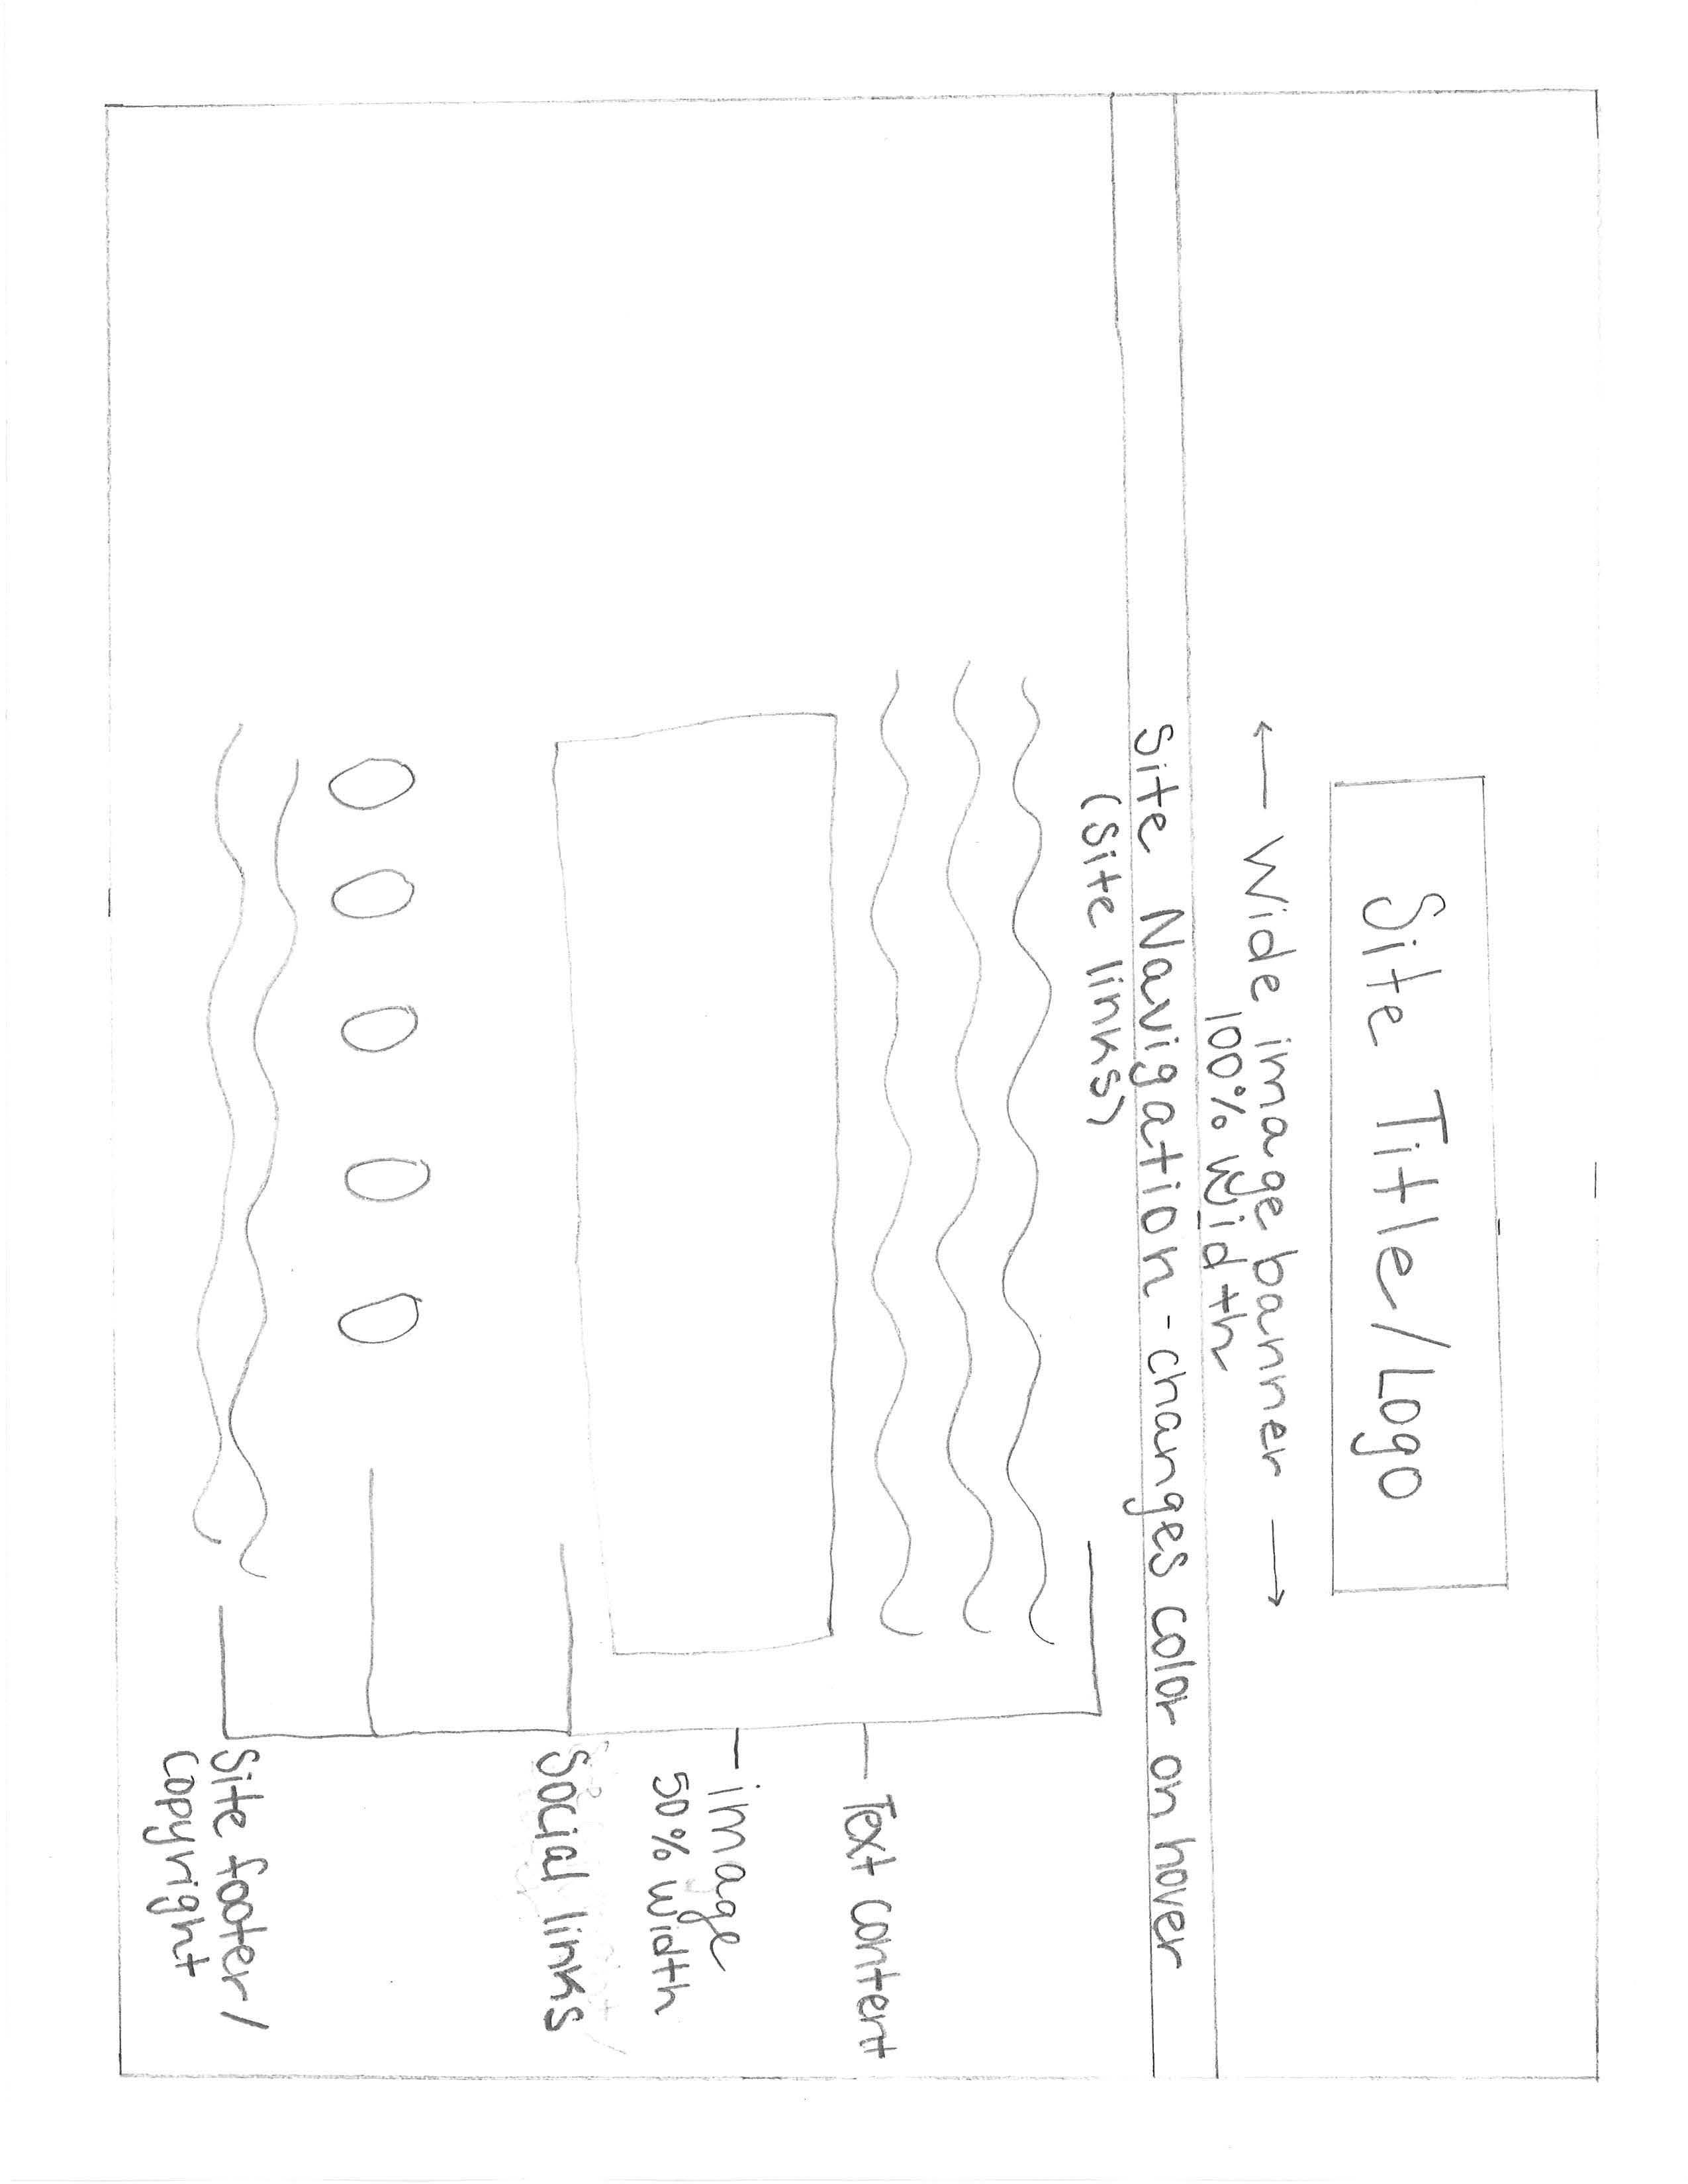 Site Title/Logo
Wide image banner
100% Width
Site Navigation - changes color on hover
(Site links)
Text content
image
50% width
Social links
Site footer/
Copyright